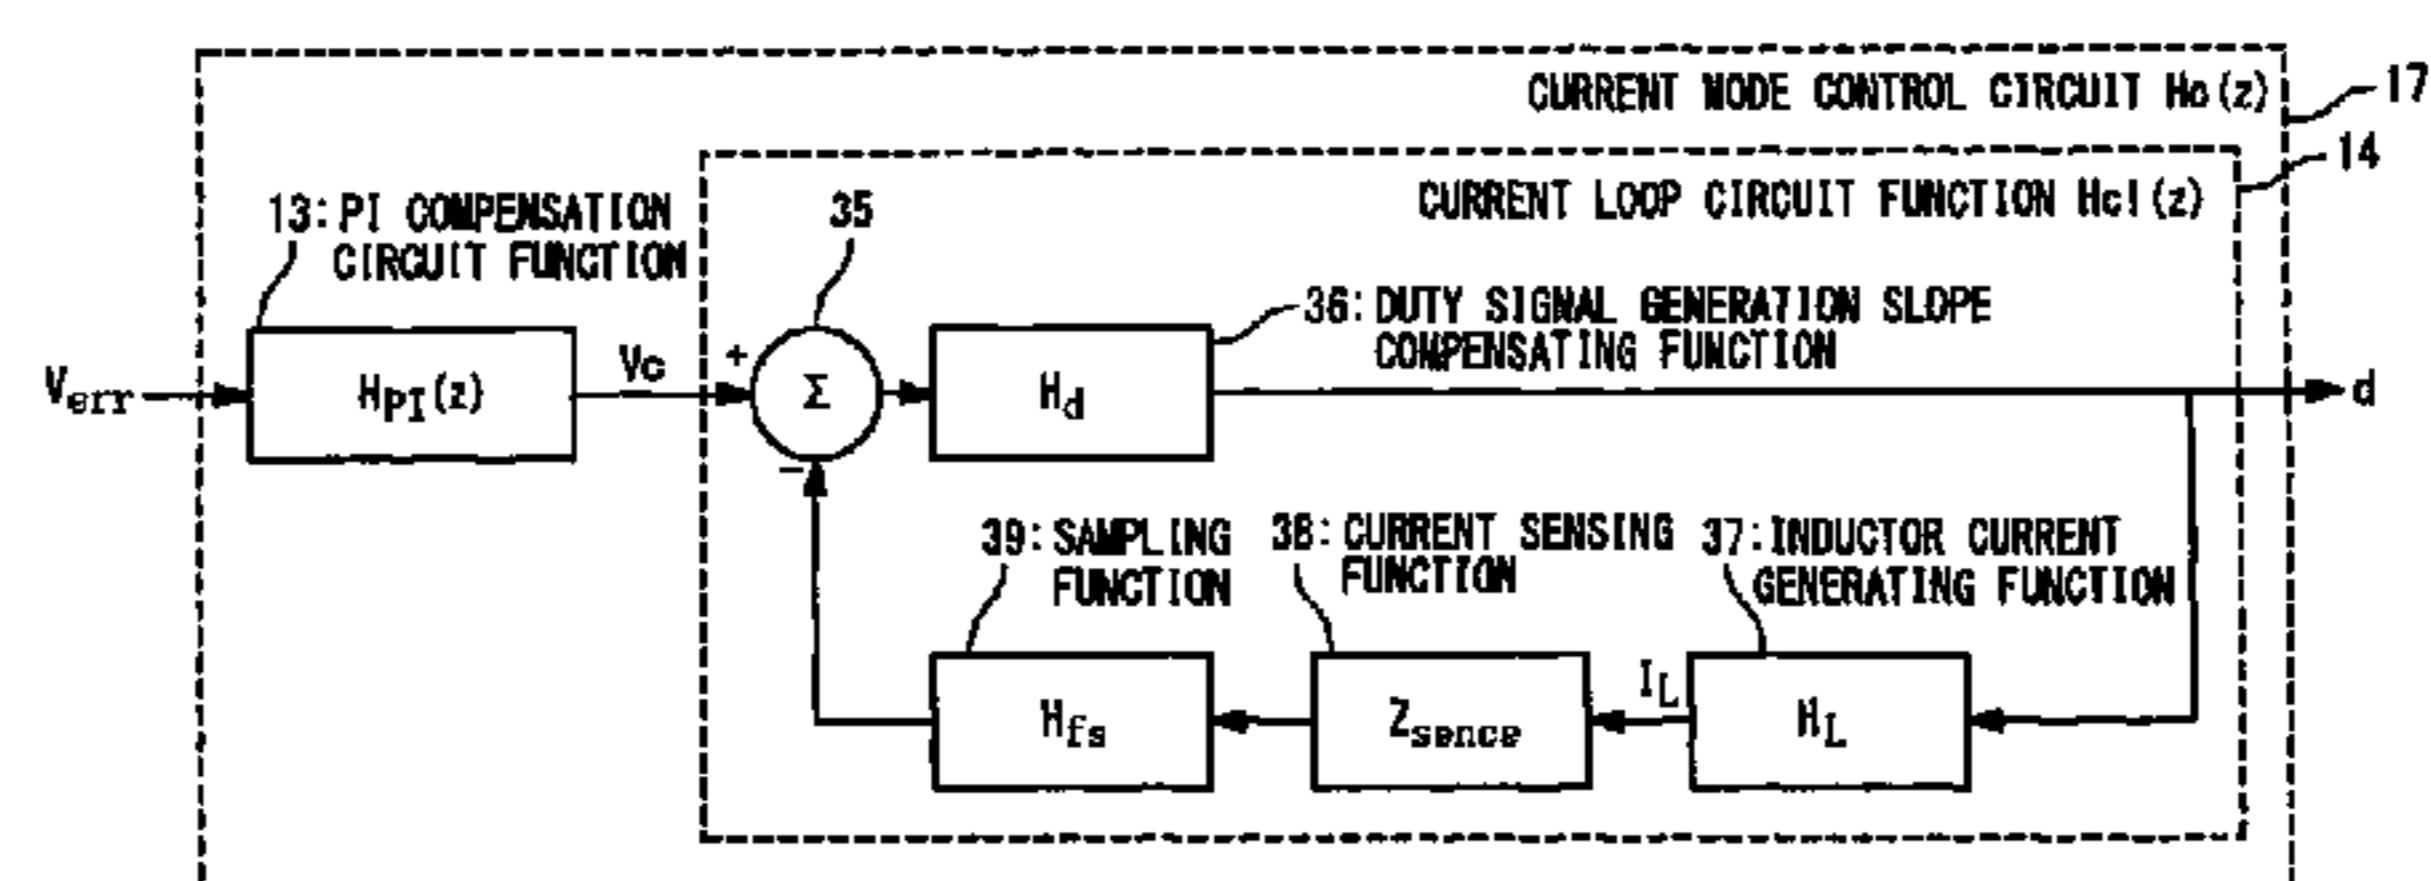 CURRENT MODE CONTROL CIRCUIT Hc(z)
17
14
CURRENT LOOP CIRCUIT FUNCTION Hcl(z)
13: PI COMPENSATION
CIRCUIT FUNCTION
35
36: DUTY SIGNAL GENERATION SLOPE
COMPENSATING FUNCTION
Verr
HPI(z)
Vc
+
Σ
Hd
d
−
39: SAMPLING
FUNCTION
38: CURRENT SENSING
FUNCTION
37: INDUCTOR CURRENT
GENERATING FUNCTION
Hfs
Zsence
IL
HL